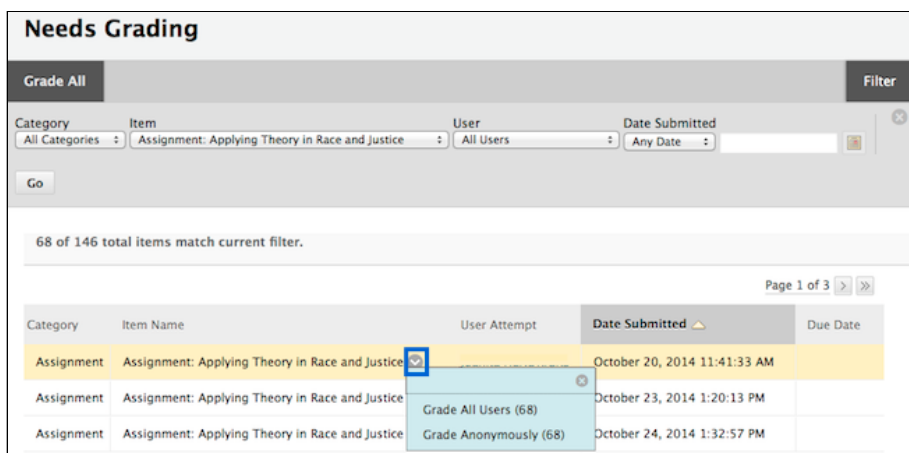 Needs Grading
Grade All Filter
Category Item User Date Submitted
All Categories Assignment: Applying Theory in Race and Justice All Users Any Date
Go
68 of 146 total items match current filter.
Page 1 of 3 > >>
Category Item Name User Attempt Date Submitted Due Date
Assignment Assignment: Applying Theory in Race and Justice October 20, 2014 11:41:33 AM
Assignment Assignment: Applying Theory in Race and Justice October 23, 2014 1:20:13 PM
Grade All Users (68)
Assignment Assignment: Applying Theory in Race and Justice October 24, 2014 1:32:57 PM
Grade Anonymously (68)